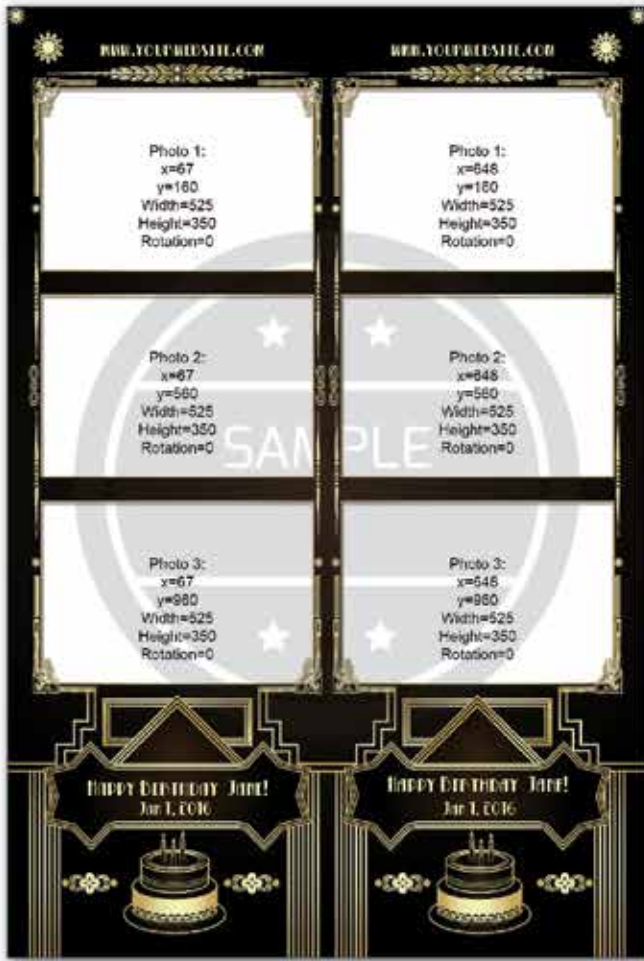 WWW.YOURWEBSITE.COM
Photo 1:
x=67
y=160
Width=525
Height=350
Rotation=0
Photo 2:
x=67
y=560
Width=525
Height=350
Rotation=0
Photo 3:
x=67
y=960
Width=525
Height=350
Rotation=0
Happy Birthday Jane!
Jan 1, 2016
WWW.YOURWEBSITE.COM
Photo 1:
x=648
y=160
Width=525
Height=350
Rotation=0
Photo 2:
x=648
y=560
Width=525
Height=350
Rotation=0
Photo 3:
x=648
y=960
Width=525
Height=350
Rotation=0
Happy Birthday Jane!
Jan 1, 2016
SAMPLE